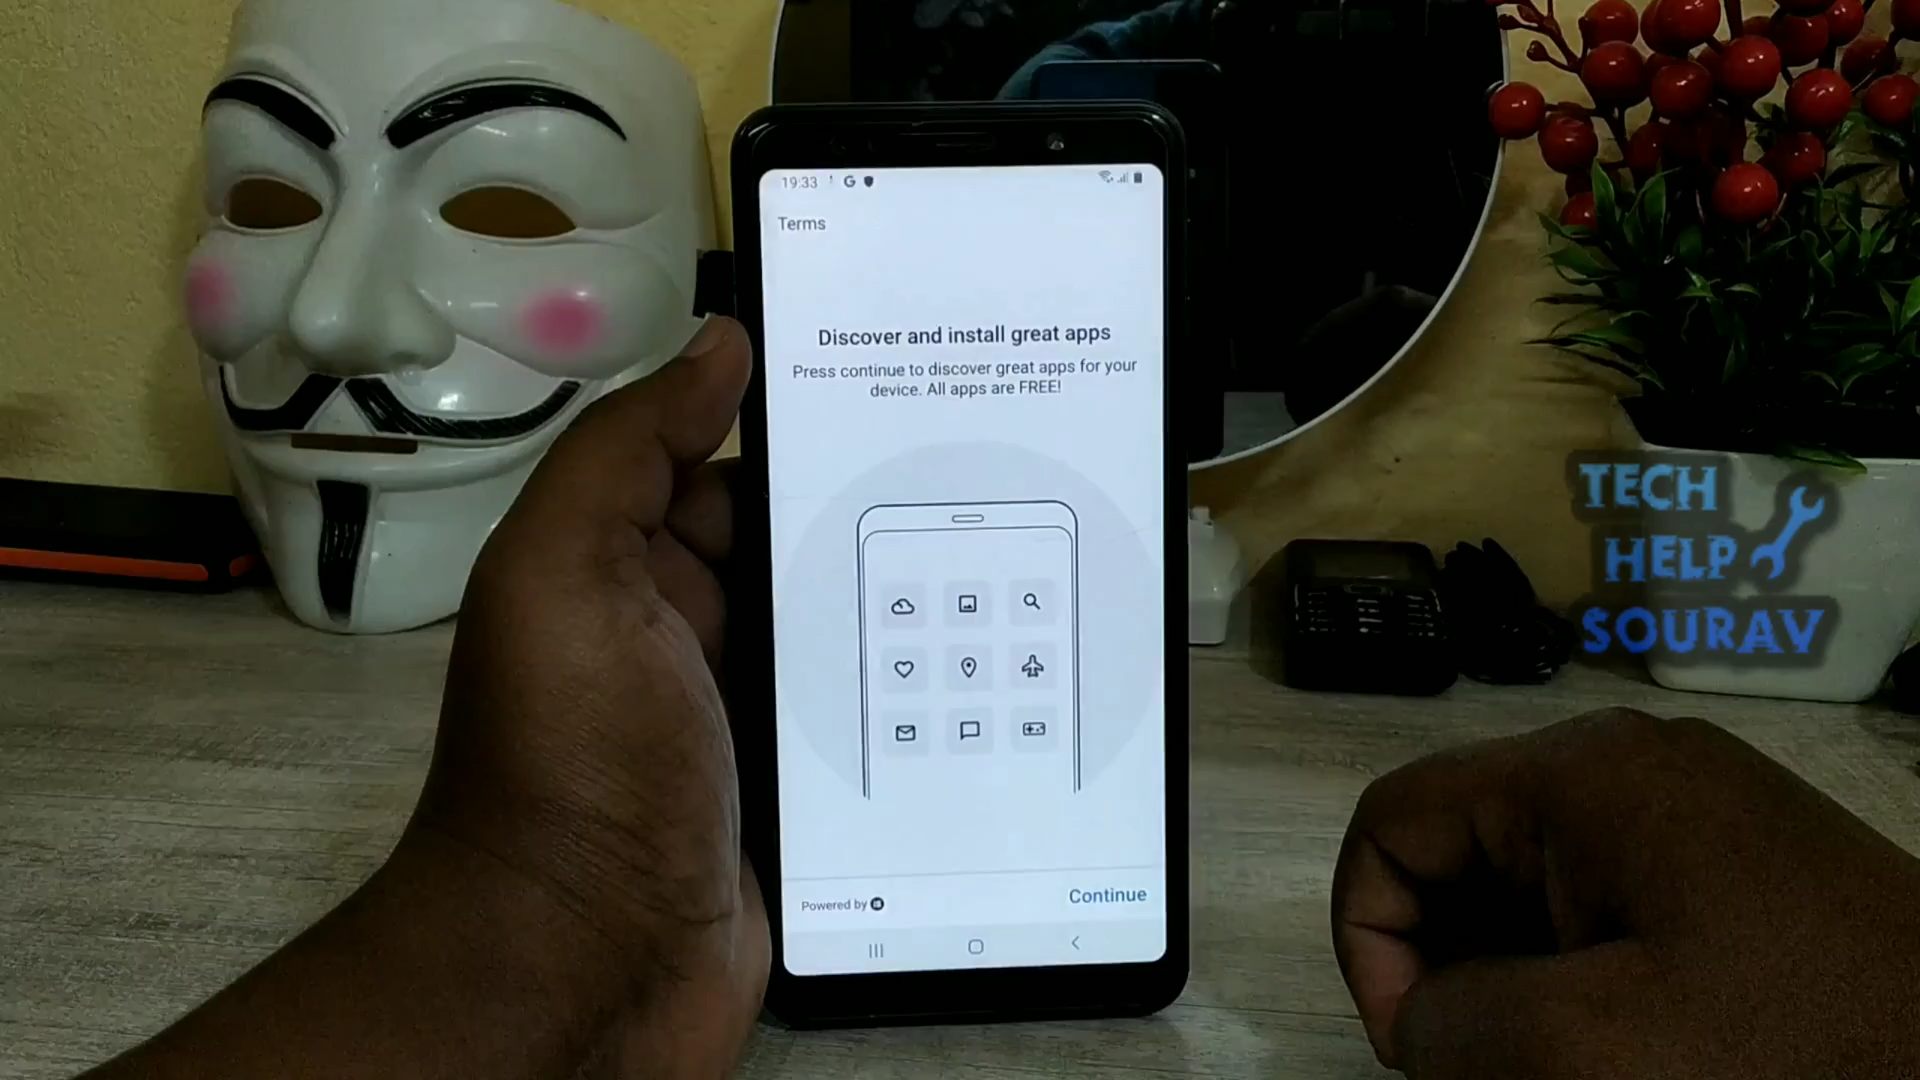 19:33
Terms
Discover and install great apps
Press continue to discover great apps for your
device. All apps are FREE!
Powered by
Continue
TECH
HELP
SOURAV